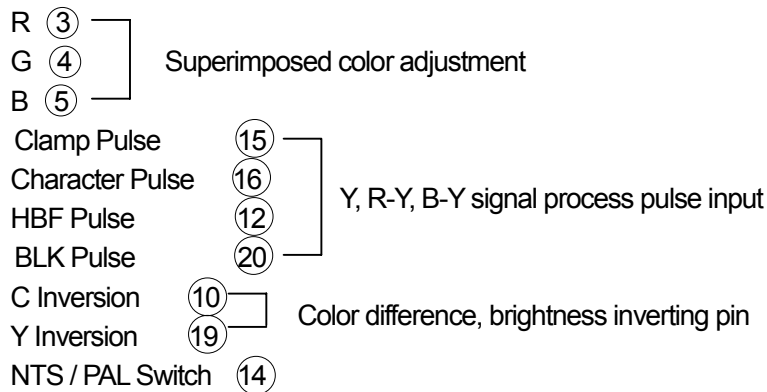 R ③
G ④ Superimposed color adjustment
B ⑤
Clamp Pulse ⑮
Character Pulse ⑯
Y, R-Y, B-Y signal process pulse input
HBF Pulse ⑫
BLK Pulse ⑳
C Inversion ⑩
Color difference, brightness inverting pin
Y Inversion ⑲
NTS / PAL Switch ⑭